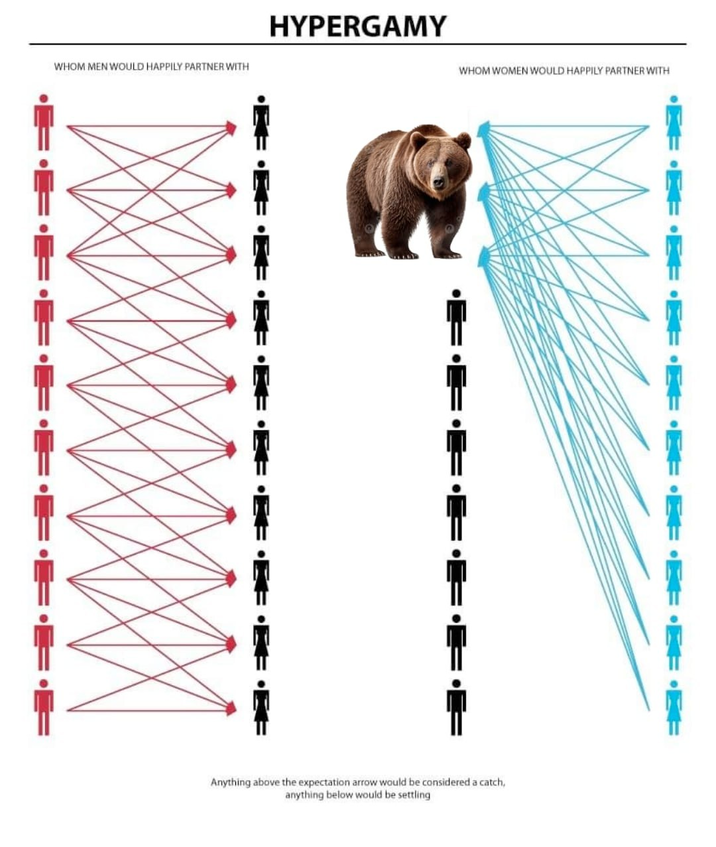 HYPERGAMY
WHOM MEN WOULD HAPPILY PARTNER WITH
WHOM WOMEN WOULD HAPPILY PARTNER WITH
Anything above the expectation arrow would be considered a catch,
anything below would be settling